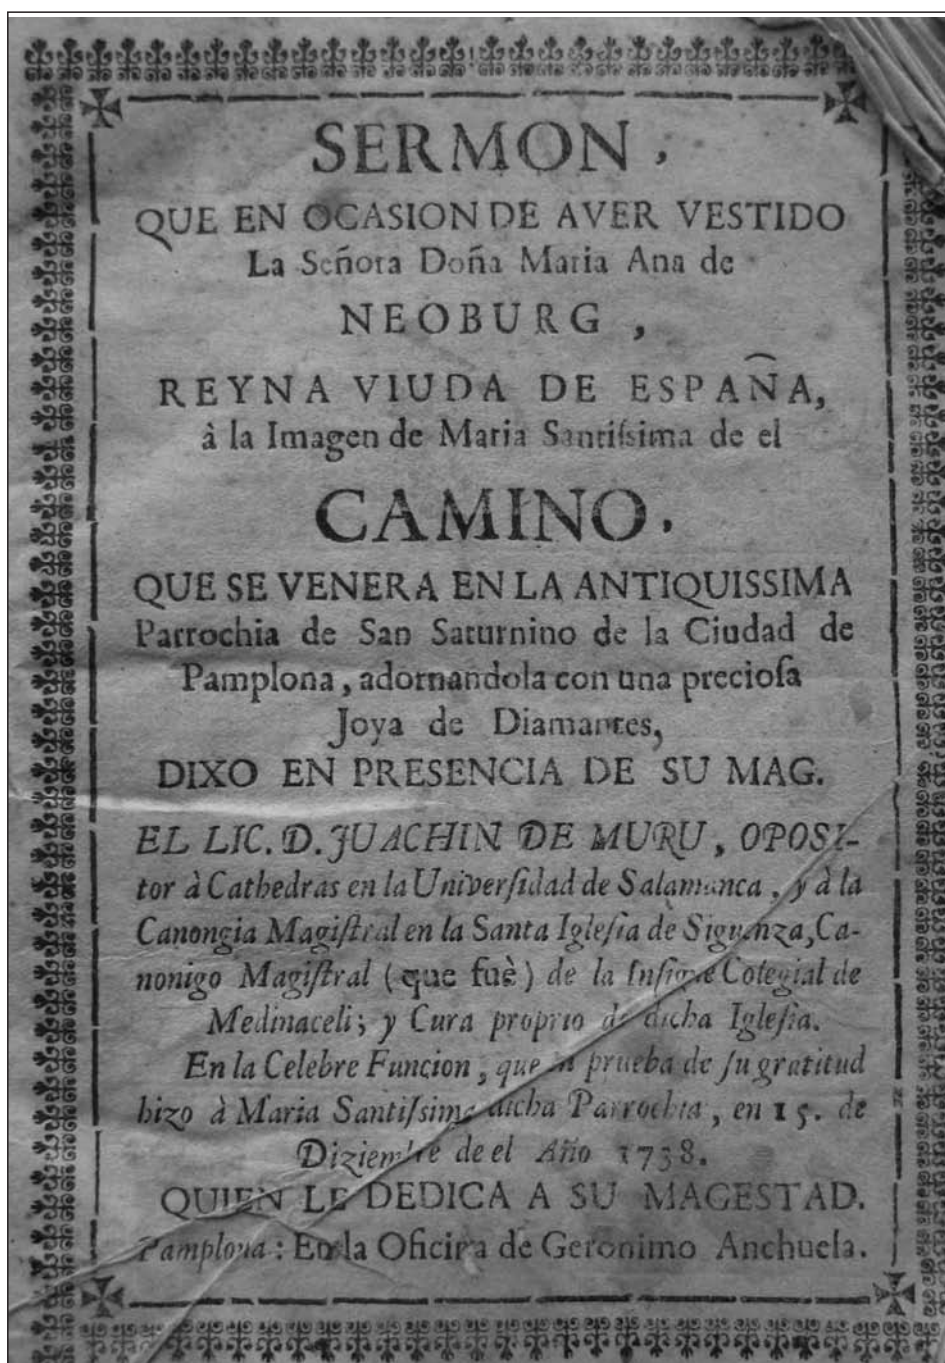 SERMON,
QUE EN OCASION DE AVER VESTIDO
La Señora Doña Maria Ana de
NEOBURG,
REYNA VIUDA DE ESPAÑA,
à la Imagen de Maria Santiſsima de el
CAMINO,
QUE SE VENERA EN LA ANTIQUISSIMA
Parrochia de San Saturnino de la Ciudad de
Pamplona, adornandola con una precioſa
Joya de Diamantes,
DIXO EN PRESENCIA DE SU MAG.
EL LIC. D. JUACHIN DE MURU, OPOSI-
tor à Cathedras en la Univerſidad de Salamanca, y à la
Canongia Magiſtral en la Santa Igleſia de Siguenza, Ca-
nonigo Magiſtral (que fuè) de la Inſigne Colegial de
Medinaceli; y Cura proprio de dicha Igleſia.
En la Celebre Funcion, que en prueba de ſu gratitud
hizo à Maria Santiſsima dicha Parrochia, en 15. de
Diziembre de el Año 1738.
QUIEN LE DEDICA A SU MAGESTAD.
Pamplona: En la Oficina de Geronimo Anchuela.